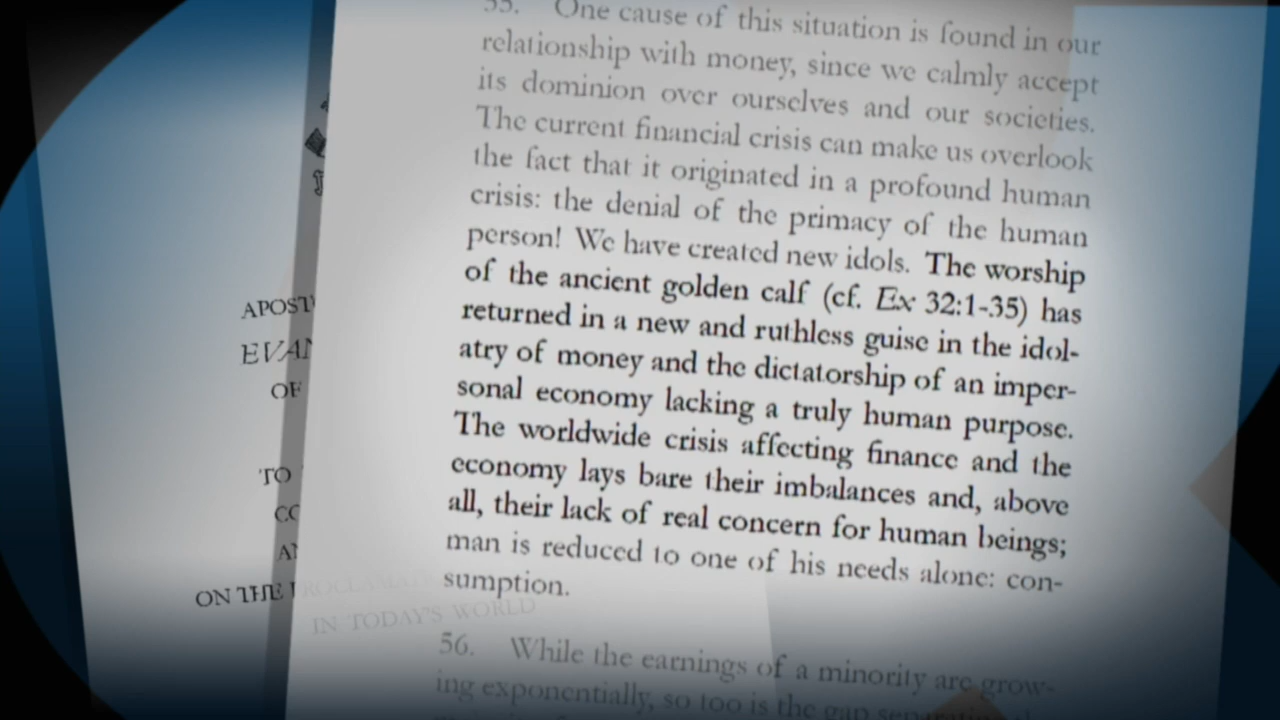 APOST
EVAN
OF
TO
CO
AN
ON THE PROCLAM
IN TODAY'S WORLD
55. One cause of this situation is found in our
relationship with money, since we calmly accept
its dominion over ourselves and our societies.
The current financial crisis can make us overlook
the fact that it originated in a profound human
crisis: the denial of the primacy of the human
person! We have created new idols. The worship
of the ancient golden calf (cf. Ex 32:1-35) has
returned in a new and ruthless guise in the idol-
atry of money and the dictatorship of an imper-
sonal economy lacking a truly human purpose.
The worldwide crisis affecting finance and the
economy lays bare their imbalances and, above
all, their lack of real concern for human beings;
man is reduced to one of his needs alone: con-
sumption.
56. While the earnings of a minority are grow-
ing exponentially, so too is the gap separating